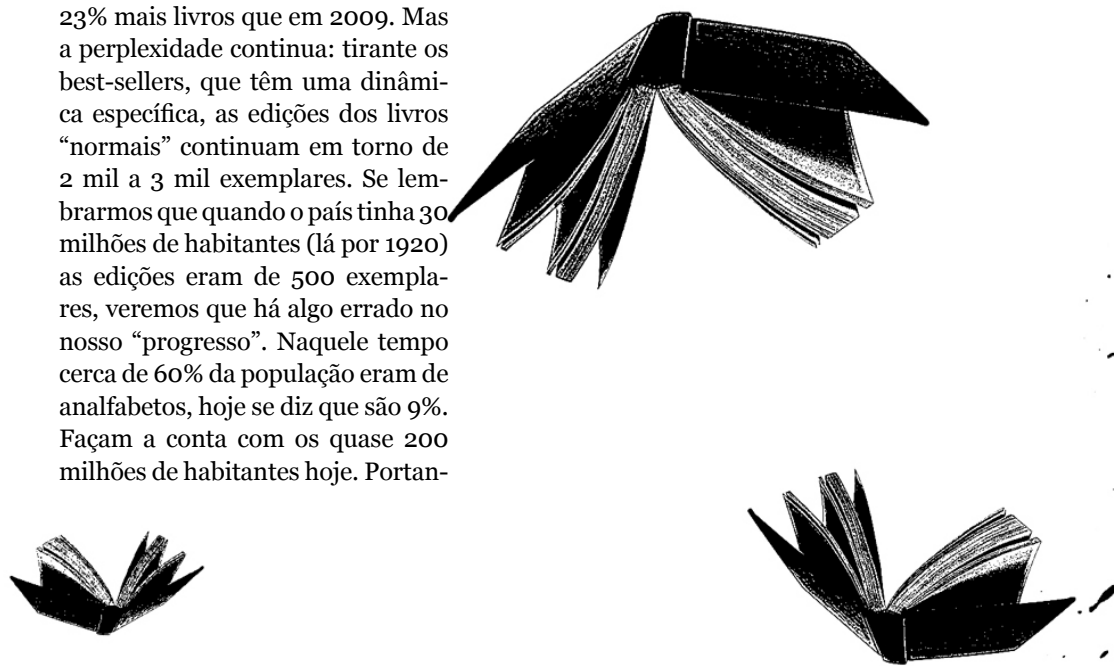 23% mais livros que em 2009. Mas
a perplexidade continua: tirante os
best-sellers, que têm uma dinâmi-
ca específica, as edições dos livros
“normais” continuam em torno de
2 mil a 3 mil exemplares. Se lem-
brarmos que quando o país tinha 30
milhões de habitantes (lá por 1920)
as edições eram de 500 exempla-
res, veremos que há algo errado no
nosso “progresso”. Naquele tempo
cerca de 60% da população eram de
analfabetos, hoje se diz que são 9%.
Façam a conta com os quase 200
milhões de habitantes hoje. Portan-